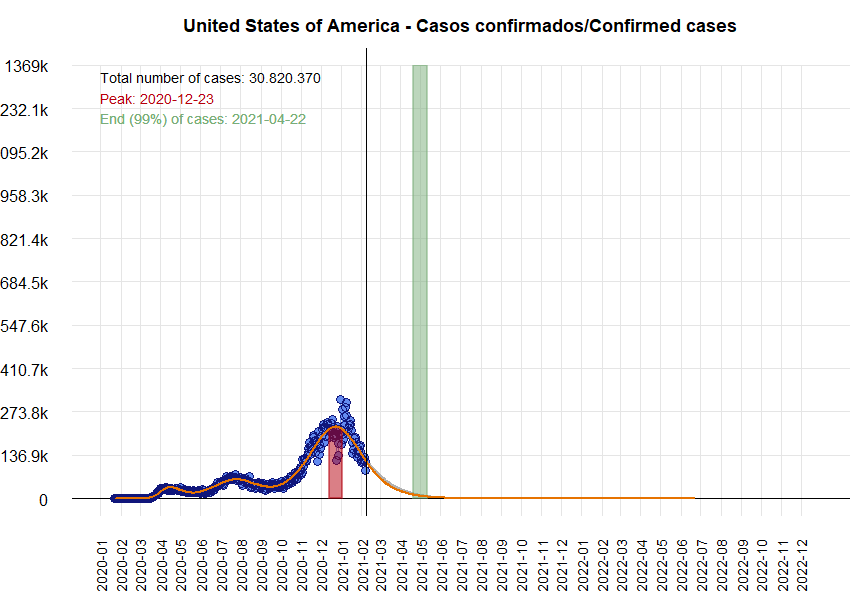 United States of America - Casos confirmados/Confirmed cases
1369k
232.1k
095.2k
958.3k
821.4k
684.5k
547.6k
410.7k
273.8k
136.9k
0
Total number of cases: 30.820.370
Peak: 2020-12-23
End (99%) of cases: 2021-04-22
2020-01
2020-02
2020-03
2020-04
2020-05
2020-06
2020-07
2020-08
2020-09
2020-10
2020-11
2020-12
2021-01
2021-02
2021-03
2021-04
2021-05
2021-06
2021-07
2021-08
2021-09
2021-10
2021-11
2021-12
2022-01
2022-02
2022-03
2022-04
2022-05
2022-06
2022-07
2022-08
2022-09
2022-10
2022-11
2022-12